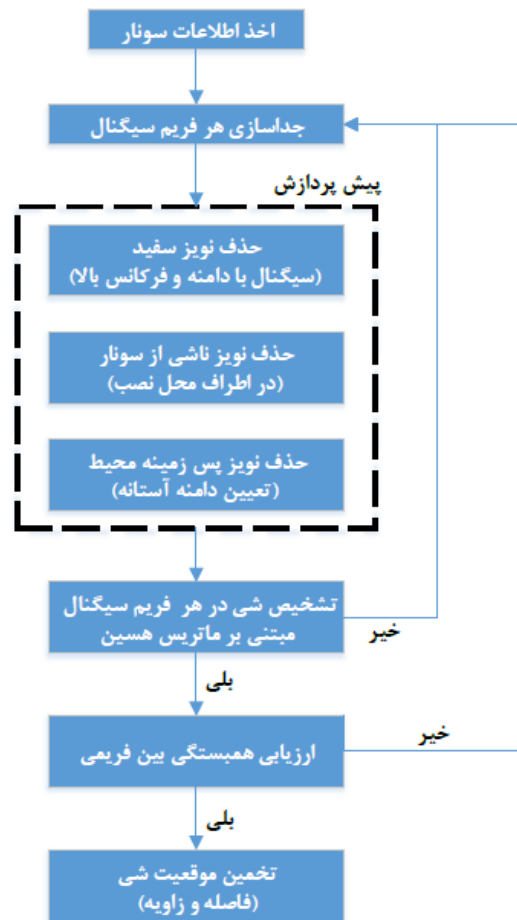 اخذ اطلاعات سونار
جداسازی هر فریم سیگنال
پیش پردازش
حذف نویز سفید
(سیگنال با دامنه و فرکانس بالا)
حذف نویز ناشی از سونار
(در اطراف محل نصب)
حذف نویز پس زمینه محیط
(تعیین دامنه آستانه)
تشخیص شی در هر فریم سیگنال
مبتنی بر ماتریس هسین
خیر
بلی
ارزیابی همبستگی بین فریمی
خیر
بلی
تخمین موقعیت شی
(فاصله و زاویه)